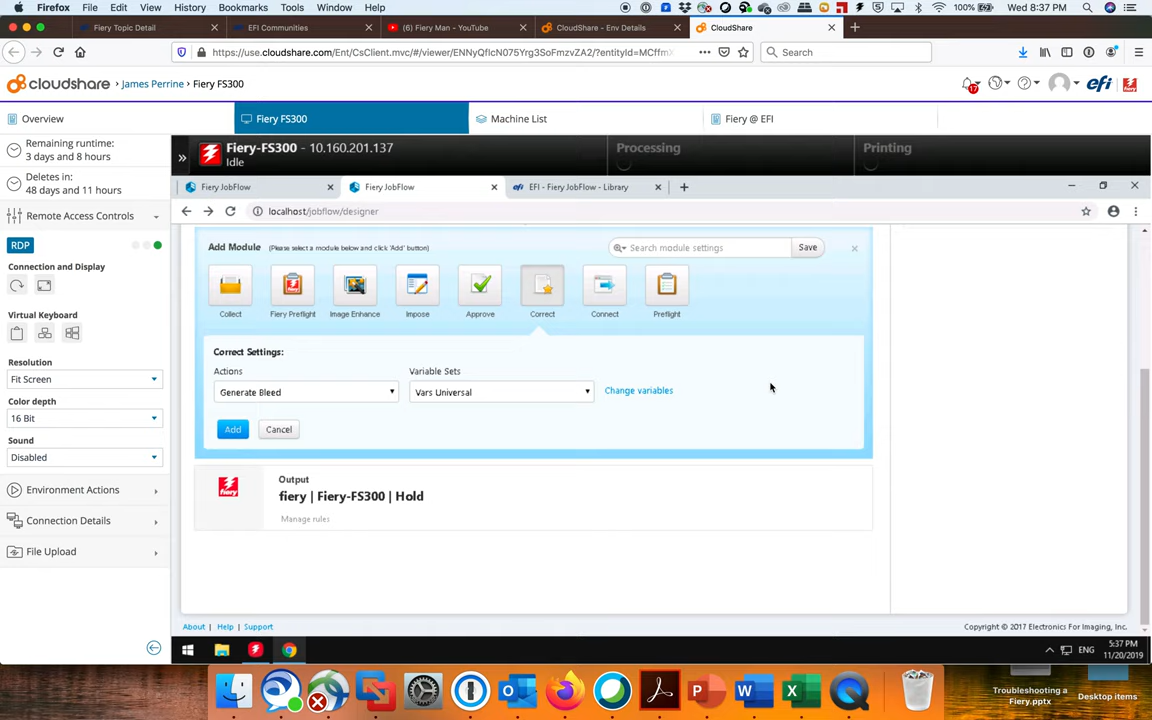 Firefox File Edit View History Bookmarks Tools Window Help 100% Wed 8:37 PM
Fiery Topic Detail EFI Communities (6) Fiery Man - YouTube CloudShare - Env Details CloudShare
https://use.cloudshare.com/Ent/CsClient.mvc/#/viewer/ENNyQfIcN075Yrg3SoFmzvZA2/?entityId=MCffm Search
cloudshare James Perrine Fiery FS300 17 efi
Overview Fiery FS300 Machine List Fiery @ EFI
Remaining runtime:
3 days and 8 hours
Deletes in:
48 days and 11 hours
Remote Access Controls
RDP
Connection and Display
Virtual Keyboard
Resolution
Fit Screen
Color depth
16 Bit
Sound
Disabled
Environment Actions
Connection Details
File Upload
Fiery-FS300 - 10.160.201.137 Processing Printing
Idle
Fiery JobFlow Fiery JobFlow efi EFI - Fiery JobFlow - Library
localhost/jobflow/designer
Add Module (Please select a module below and click 'Add' button) Search module settings Save
Collect Fiery Preflight Image Enhance Impose Approve Correct Connect Preflight
Correct Settings:
Actions Variable Sets
Generate Bleed Vars Universal Change variables
Add Cancel
fiery
Output
fiery | Fiery-FS300 | Hold
Manage rules
About Help Support Copyright © 2017 Electronics For Imaging, Inc.
ENG 5:37 PM
11/20/2019
Troubleshooting a
Fiery.pptx
Desktop items